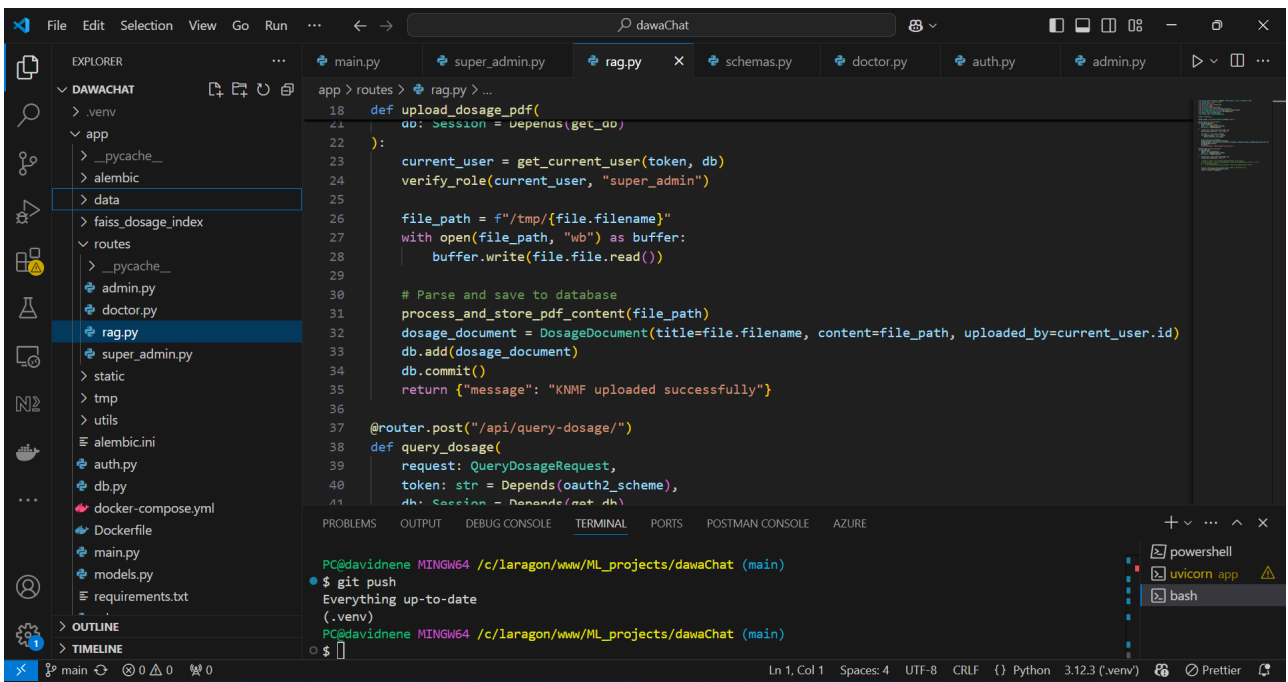 File Edit Selection View Go Run ··· dawaChat
EXPLORER ···
DAWACHAT
.venv
app
__pycache__
alembic
data
faiss_dosage_index
routes
__pycache__
admin.py
doctor.py
rag.py
super_admin.py
static
tmp
utils
alembic.ini
auth.py
db.py
docker-compose.yml
Dockerfile
main.py
models.py
requirements.txt
OUTLINE
TIMELINE
1
main.py super_admin.py rag.py schemas.py doctor.py auth.py admin.py ···
app > routes > rag.py > ...
18 def upload_dosage_pdf(
21 db: Session = Depends(get_db)
22 ):
23 current_user = get_current_user(token, db)
24 verify_role(current_user, "super_admin")
25
26 file_path = f"/tmp/{file.filename}"
27 with open(file_path, "wb") as buffer:
28 buffer.write(file.file.read())
29
30 # Parse and save to database
31 process_and_store_pdf_content(file_path)
32 dosage_document = DosageDocument(title=file.filename, content=file_path, uploaded_by=current_user.id)
33 db.add(dosage_document)
34 db.commit()
35 return {"message": "KNMF uploaded successfully"}
36
37 @router.post("/api/query-dosage/")
38 def query_dosage(
39 request: QueryDosageRequest,
40 token: str = Depends(oauth2_scheme),
41 db: Session = Depends(get_db)
PROBLEMS OUTPUT DEBUG CONSOLE TERMINAL PORTS POSTMAN CONSOLE AZURE
PC@davidnene MINGW64 /c/laragon/www/ML_projects/dawaChat (main)
$ git push
Everything up-to-date
(.venv)
PC@davidnene MINGW64 /c/laragon/www/ML_projects/dawaChat (main)
$
powershell
uvicorn app
bash
main 0 0 0 Ln 1, Col 1 Spaces: 4 UTF-8 CRLF {} Python 3.12.3 ('.venv') Prettier